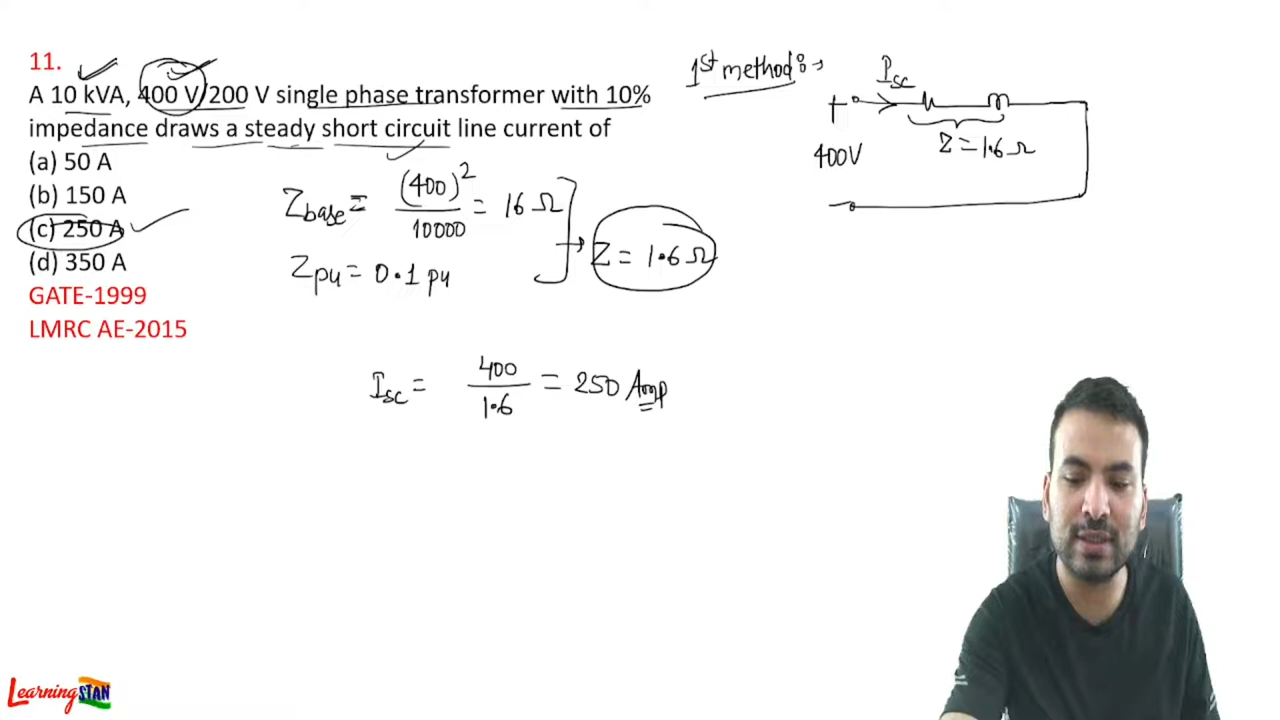 11.
A 10 kVA, 400 V/200 V single phase transformer with 10%
impedance draws a steady short circuit line current of
(a) 50 A
(b) 150 A
(c) 250 A
(d) 350 A
GATE-1999
LMRC AE-2015
Zbase = (400)² / 10000 = 16 Ω
Zpu = 0.1 pu
Z = 1.6 Ω
Isc = 400 / 1.6 = 250 Amp
1st method :→
Isc
+
400V
Z = 1.6 Ω
-
LearningSTAN